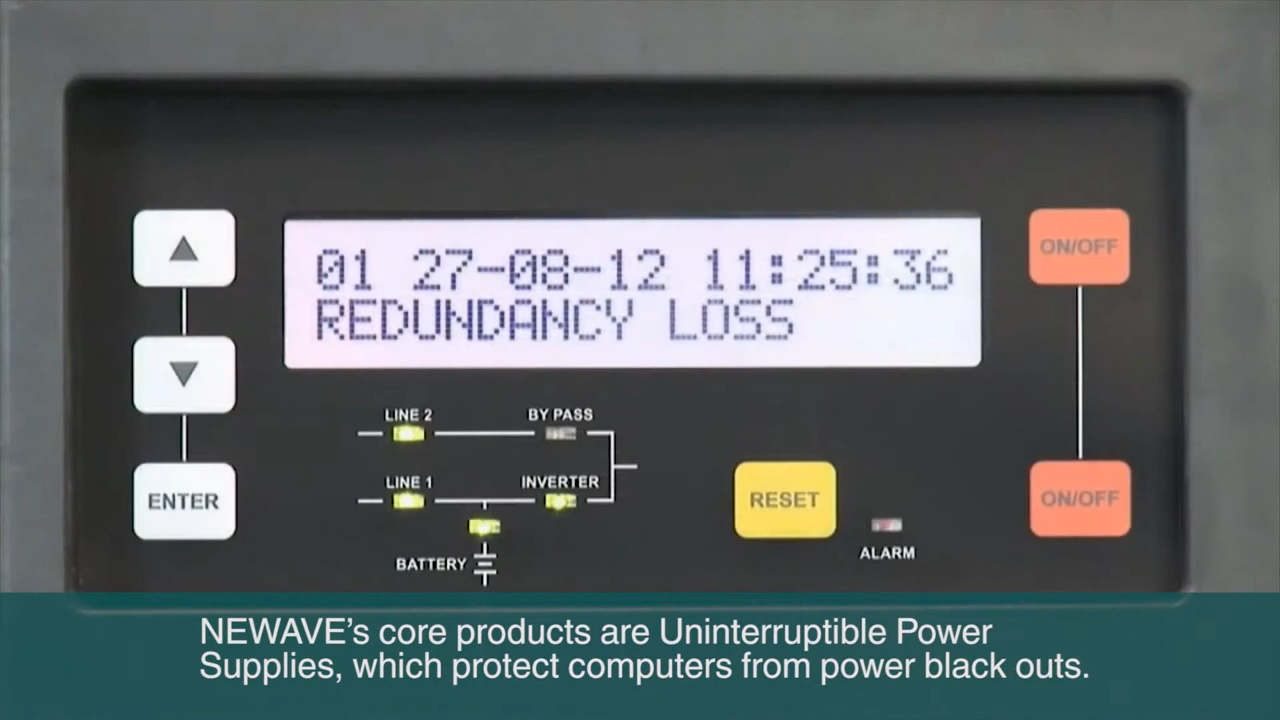 01 27-08-12 11:25:36
REDUNDANCY LOSS
ON/OFF
LINE 2
BY PASS
LINE 1
INVERTER
ENTER
RESET
ON/OFF
BATTERY
ALARM
NEWAVE's core products are Uninterruptible Power
Supplies, which protect computers from power black outs.